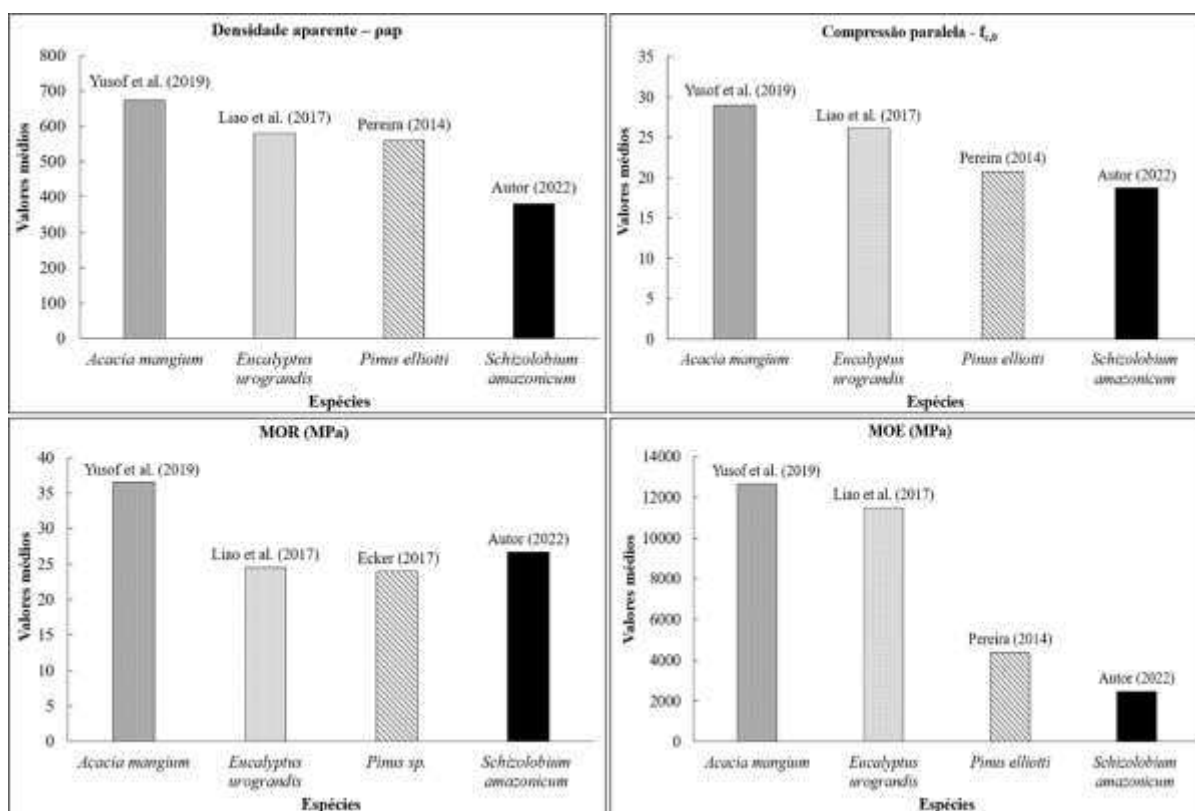 Densidade aparente – ρap
Valores médios
800
700
600
500
400
300
200
100
0
Yusof et al. (2019)
Liao et al. (2017)
Pereira (2014)
Autor (2022)
Acacia mangium
Eucalyptus
urograndis
Pinus elliotti
Schizolobium
amazonicum
Espécies
Compressão paralela - fc,0
Valores médios
35
30
25
20
15
10
5
0
Yusof et al. (2019)
Liao et al. (2017)
Pereira (2014)
Autor (2022)
Acacia mangium
Eucalyptus
urograndis
Pinus elliotti
Schizolobium
amazonicum
Espécies
MOR (MPa)
Valores médios
40
35
30
25
20
15
10
5
0
Yusof et al. (2019)
Liao et al. (2017)
Ecker (2017)
Autor (2022)
Acacia mangium
Eucalyptus
urograndis
Pinus sp.
Schizolobium
amazonicum
Espécies
MOE (MPa)
Valores médios
14000
12000
10000
8000
6000
4000
2000
0
Yusof et al. (2019)
Liao et al. (2017)
Pereira (2014)
Autor (2022)
Acacia mangium
Eucalyptus
urograndis
Pinus elliotti
Schizolobium
amazonicum
Espécies